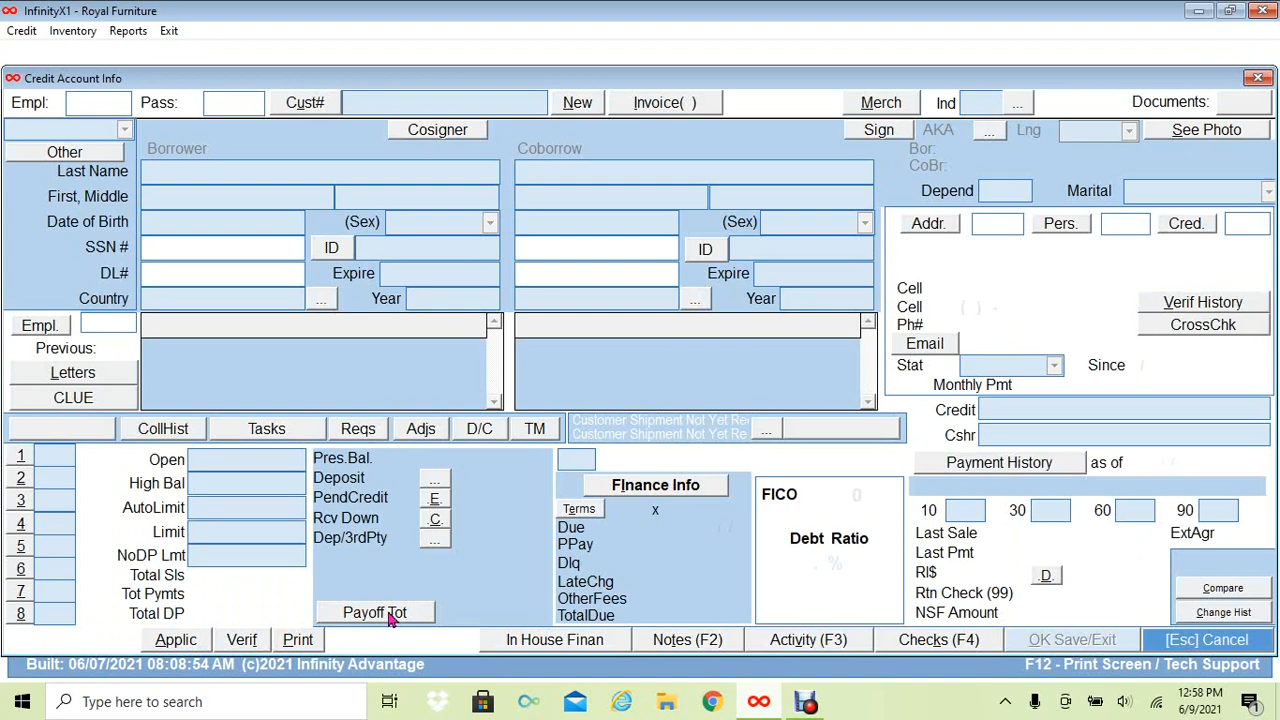 InfinityX1 - Royal Furniture
Credit Inventory Reports Exit
Credit Account Info
Empl: Pass: Cust# New Invoice( ) Merch Ind ... Documents:
Cosigner Sign AKA ... Lng See Photo
Other Borrower Coborrow Bor:
CoBr:
Last Name
First, Middle Depend Marital
Date of Birth (Sex) (Sex) Addr. Pers. Cred.
SSN # ID ID
DL# Expire Expire
Country ... Year ... Year
Cell
Cell ( ) - Verif History
Empl. Ph# CrossChk
Previous: Email
Letters Stat Since /
Monthly Pmt
CLUE Credit
CollHist Tasks Reqs Adjs D/C TM Customer Shipment Not Yet Re
Customer Shipment Not Yet Re ... Cshr
1 Open Pres.Bal. Payment History as of
2 High Bal Deposit ... Finance Info
3 AutoLimit PendCredit E Terms x FICO 0 10 30 60 90
4 Limit Rcv Down C Due Debt Ratio Last Sale ExtAgr
5 NoDP Lmt Dep/3rdPty ... PPay . % Last Pmt
6 Total Sls Dlq Rl$ .D.
7 Tot Pymts LateChg Rtn Check (99) Compare
8 Total DP Payoff Tot OtherFees NSF Amount Change Hist
TotalDue
Applic Verif Print In House Finan Notes (F2) Activity (F3) Checks (F4) OK Save/Exit [Esc] Cancel
Built: 06/07/2021 08:08:54 AM (c)2021 Infinity Advantage F12 - Print Screen / Tech Support
Type here to search 12:58 PM
6/9/2021